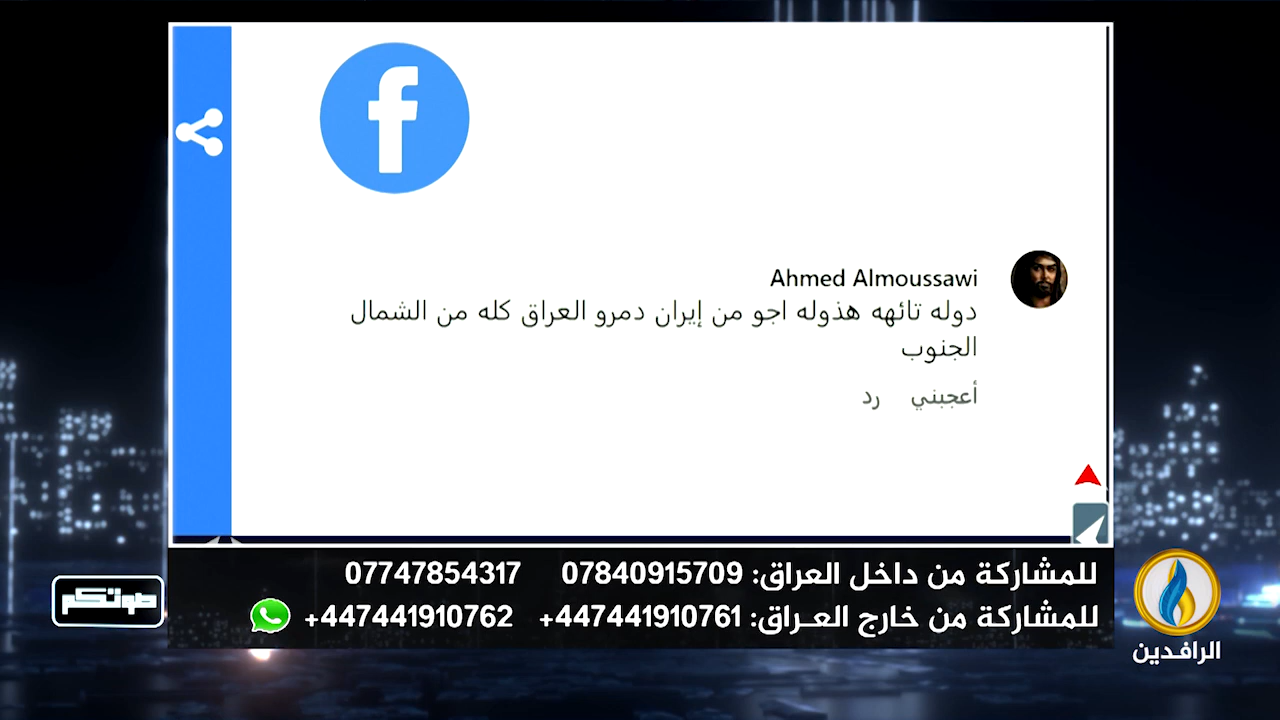 f
Ahmed Almoussawi
دوله تائهه هذوله اجو من إيران دمرو العراق كله من الشمال
الجنوب
أعجبني رد
للمشاركة من داخل العراق: 07840915709 07747854317
للمشاركة من خارج العـراق: 447441910761+ 447441910762+
صوتكم
الرافدين